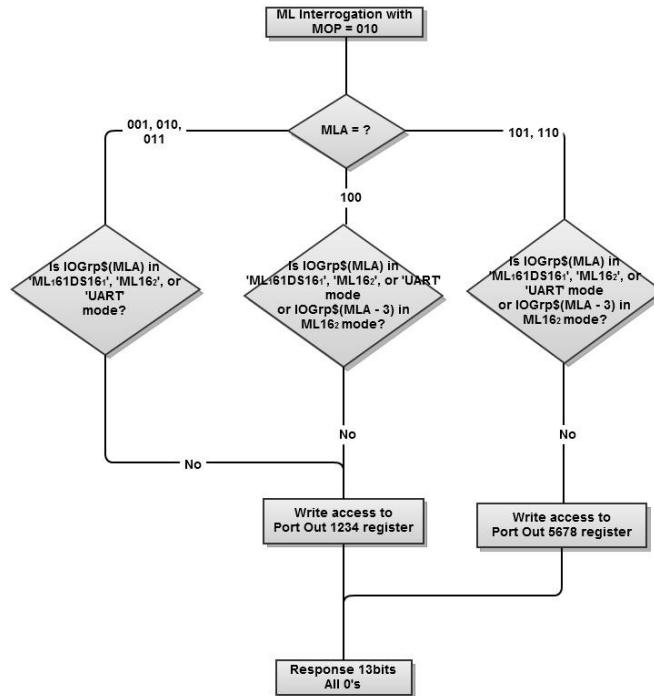 ML Interrogation with
MOP = 010
MLA = ?
001, 010,
011
100
101, 110
Is IOGrp$(MLA) in
'ML₁61DS16₁', 'ML16₂', or
'UART'
mode?
Is IOGrp$(MLA) in
'ML₁61DS16₁', 'ML16₂', or 'UART'
mode
or IOGrp$(MLA - 3) in
ML16₂ mode?
Is IOGrp$(MLA) in
'ML₁61DS16₁', 'ML16₂', or
'UART' mode
or IOGrp$(MLA - 3) in
ML16₂ mode?
No
No
No
Write access to
Port Out 1234 register
Write access to
Port Out 5678 register
Response 13bits
All 0's